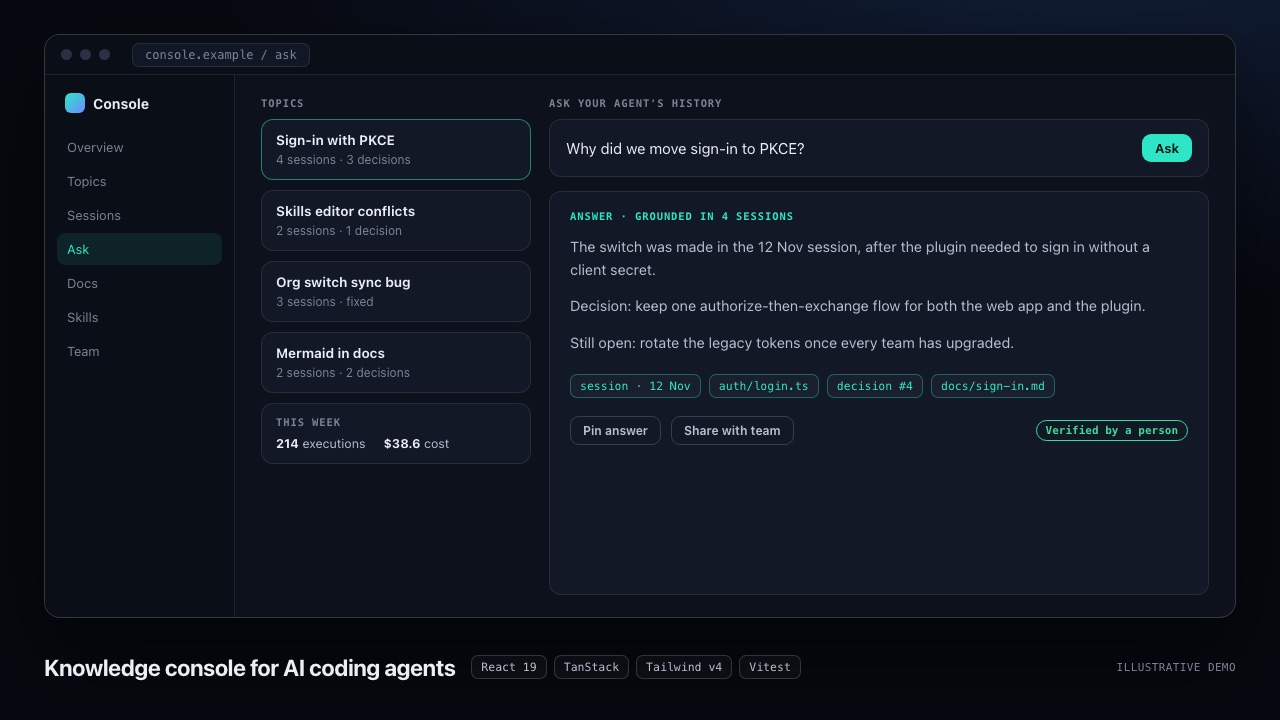 console.example / ask
Console
Overview
Topics
Sessions
Ask
Docs
Skills
Team
TOPICS
Sign-in with PKCE
4 sessions · 3 decisions
Skills editor conflicts
2 sessions · 1 decision
Org switch sync bug
3 sessions · fixed
Mermaid in docs
2 sessions · 2 decisions
THIS WEEK
214 executions $38.6 cost
ASK YOUR AGENT'S HISTORY
Why did we move sign-in to PKCE?
Ask
ANSWER · GROUNDED IN 4 SESSIONS
The switch was made in the 12 Nov session, after the plugin needed to sign in without a
client secret.
Decision: keep one authorize-then-exchange flow for both the web app and the plugin.
Still open: rotate the legacy tokens once every team has upgraded.
session · 12 Nov auth/login.ts decision #4 docs/sign-in.md
Pin answer Share with team Verified by a person
Knowledge console for AI coding agents React 19 TanStack Tailwind v4 Vitest ILLUSTRATIVE DEMO